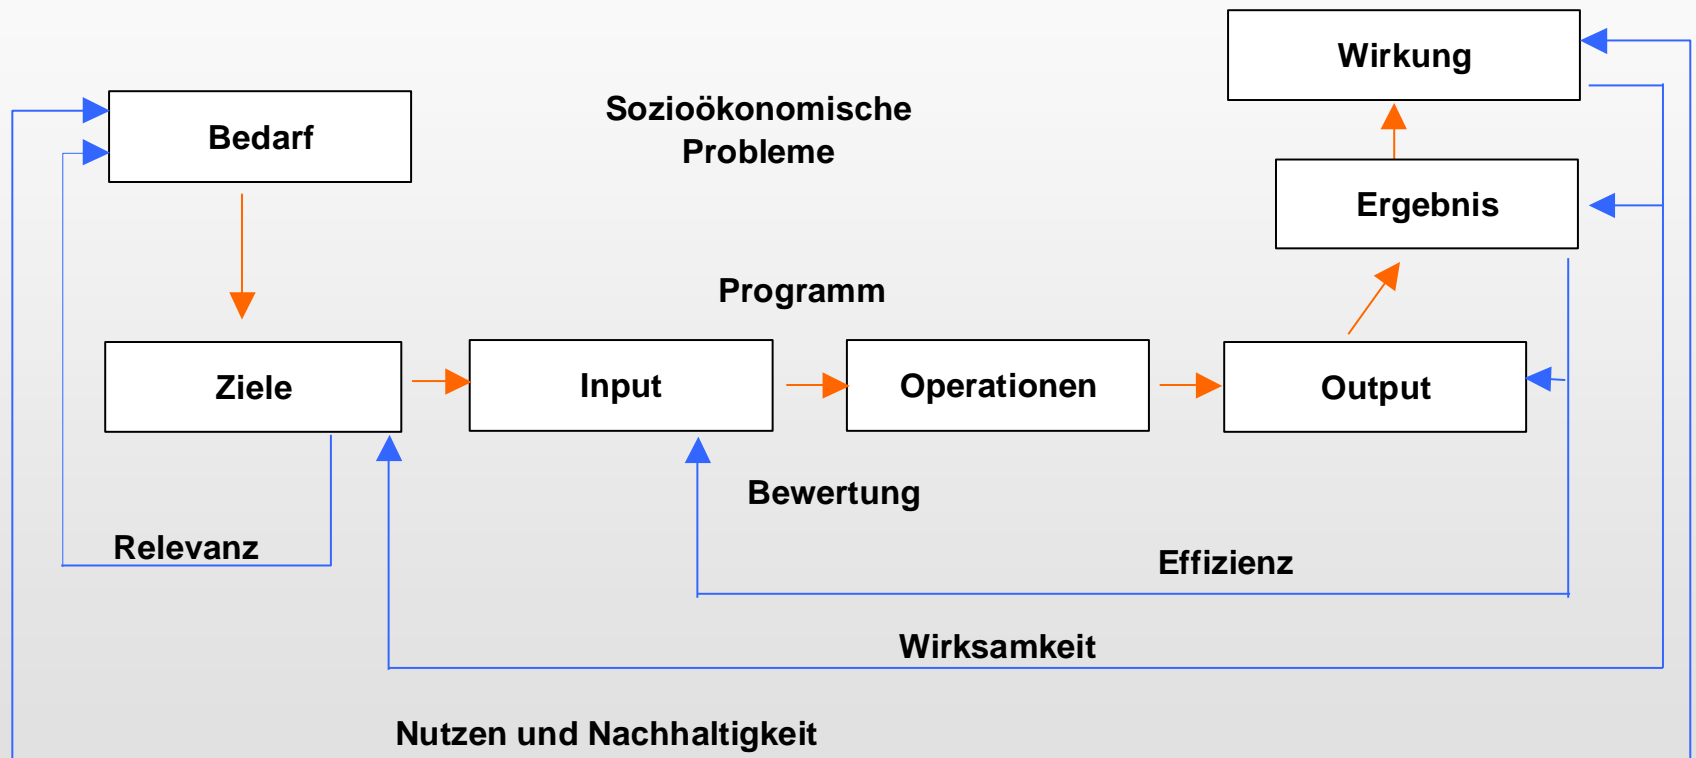 Wirkung
Sozioökonomische
Probleme
Bedarf
Ergebnis
Programm
Ziele
Input
Operationen
Output
Bewertung
Relevanz
Effizienz
Wirksamkeit
Nutzen und Nachhaltigkeit